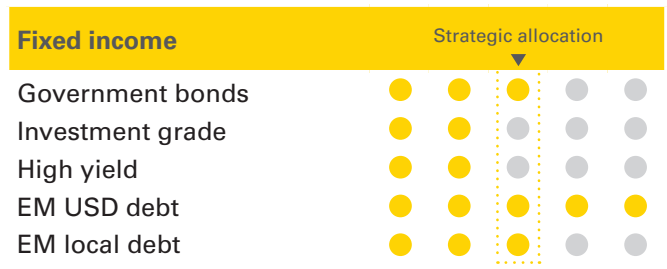 Fixed income
Strategic allocation
Government bonds
Investment grade
High yield
EM USD debt
EM local debt